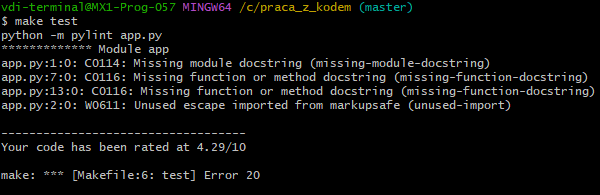 vdi-terminal@MX1-Prog-057 MINGW64 /c/praca_z_kodem (master)
$ make test
python -m pylint app.py
************* Module app
app.py:1:0: C0114: Missing module docstring (missing-module-docstring)
app.py:7:0: C0116: Missing function or method docstring (missing-function-docstring)
app.py:13:0: C0116: Missing function or method docstring (missing-function-docstring)
app.py:2:0: W0611: Unused escape imported from markupsafe (unused-import)
-----------------------------------
Your code has been rated at 4.29/10
make: *** [Makefile:6: test] Error 20